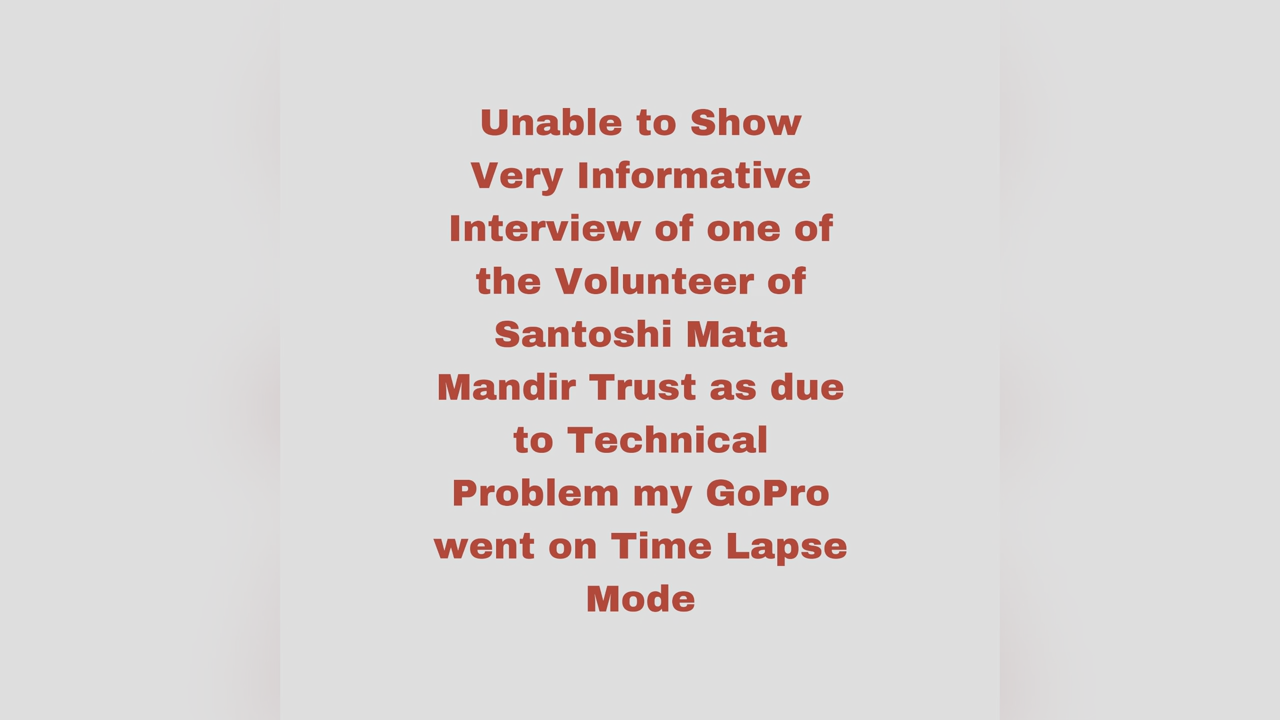 Unable to Show
Very Informative
Interview of one of
the Volunteer of
Santoshi Mata
Mandir Trust as due
to Technical
Problem my GoPro
went on Time Lapse
Mode